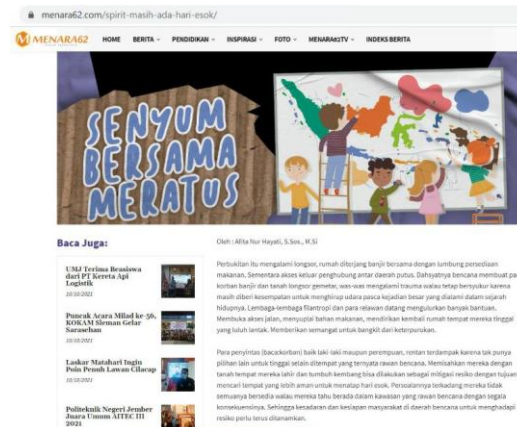 menara62.com/spirit-masih-ada-hari-esok/
MENARA62
HOME BERITA PENDIDIKAN INSPIRASI FOTO MENARA62TV INDEKS BERITA
SENYUM
BERSAMA
MERATUS
Baca Juga:
UMJ Terima Beasiswa
dari PT Kereta Api
Logistik
10/10/2021
Puncak Acara Milad ke-56,
KOKAM Sleman Gelar
Sarasehan
10/10/2021
Laskar Matahari Ingin
Poin Penuh Lawan Cilacap
10/10/2021
Politeknik Negeri Jember
Juara Umum AITEC III
2021
Oleh : Alita Nur Hayati, S.Sos., M.Si
Perbukitan itu mengalami longsor, rumah diterjang banjir bersama dengan lumbung persediaan
makanan. Sementara akses keluar penghubung antar daerah putus. Dahsyatnya bencana membuat pa
korban banjir dan tanah longsor gemetar, was-was mengalami trauma walau tetap bersyukur karena
masih diberi kesempatan untuk menghirup udara pasca kejadian besar yang dialami dalam sejarah
hidupnya. Lembaga-lembaga filantropi dan para relawan datang mengulurkan banyak bantuan.
Membuka akses jalan, menyuplai bahan makanan, mendirikan kembali rumah tempat mereka tinggal
yang luluh lantak. Memberikan semangat untuk bangkit dari keterpurukan.
Para penyintas (baca:korban) baik laki-laki maupun perempuan, rentan terdampak karena tak punya
pilihan lain untuk tinggal selain ditempat yang ternyata rawan bencana. Memisahkan mereka dengan
tanah tempat mereka lahir dan tumbuh kembang bisa dilakukan sebagai mitigasi resiko dengan tujuan
mencari tempat yang lebih aman untuk menatap hari esok. Persoalannya terkadang mereka tidak
semuanya bersedia walau mereka tahu berada dalam kawasan yang rawan bencana dengan segala
konsekuensinya. Sehingga kesadaran dan kesiapan masyarakat di daerah bencana untuk menghadapi
resiko perlu terus ditanamkan.